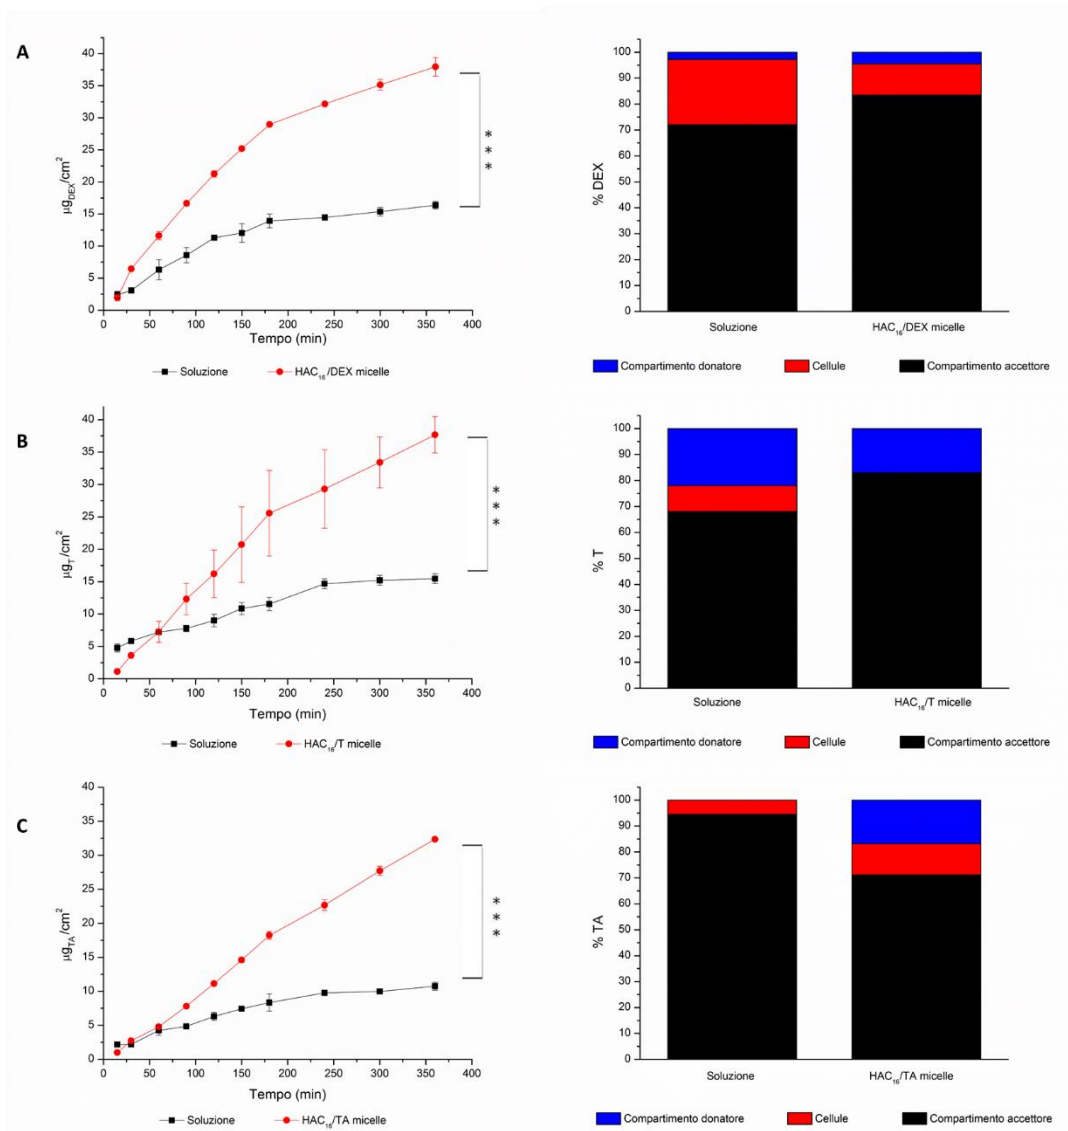 A
40
35
30
25
20
15
10
5
0
μg_DEX/cm²
0 50 100 150 200 250 300 350 400
Tempo (min)
***
Soluzione HAC₁₆/DEX micelle
100
90
80
70
60
50
40
30
20
10
0
% DEX
Soluzione HAC₁₆/DEX micelle
Compartimento donatore Cellule Compartimento accettore
B
40
35
30
25
20
15
10
5
0
μg_T/cm²
0 50 100 150 200 250 300 350 400
Tempo (min)
***
Soluzione HAC₁₆/T micelle
100
90
80
70
60
50
40
30
20
10
0
% T
Soluzione HAC₁₆/T micelle
Compartimento donatore Cellule Compartimento accettore
C
40
35
30
25
20
15
10
5
0
μg_TA/cm²
0 50 100 150 200 250 300 350 400
Tempo (min)
***
Soluzione HAC₁₆/TA micelle
100
90
80
70
60
50
40
30
20
10
0
% TA
Soluzione HAC₁₆/TA micelle
Compartimento donatore Cellule Compartimento accettore